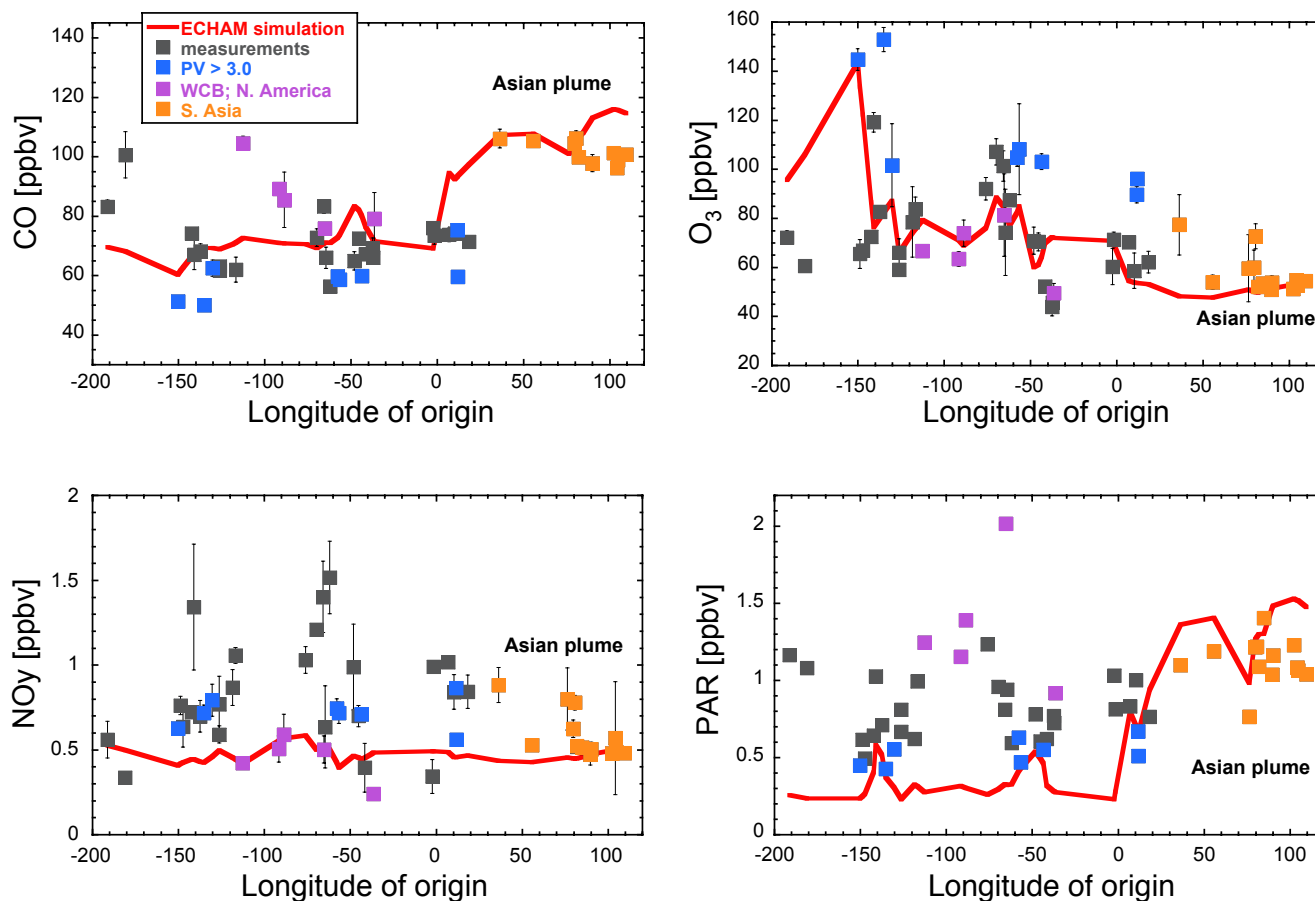 ECHAM simulation
measurements
PV > 3.0
WCB; N. America
S. Asia
Asian plume
CO [ppbv]
140
120
100
80
60
40
-200 -150 -100 -50 0 50 100
Longitude of origin
O3 [ppbv]
160
140
120
100
80
60
40
20
Asian plume
-200 -150 -100 -50 0 50 100
Longitude of origin
NOy [ppbv]
2
1.5
1
0.5
0
Asian plume
-200 -150 -100 -50 0 50 100
Longitude of origin
PAR [ppbv]
2
1.5
1
0.5
0
Asian plume
-200 -150 -100 -50 0 50 100
Longitude of origin